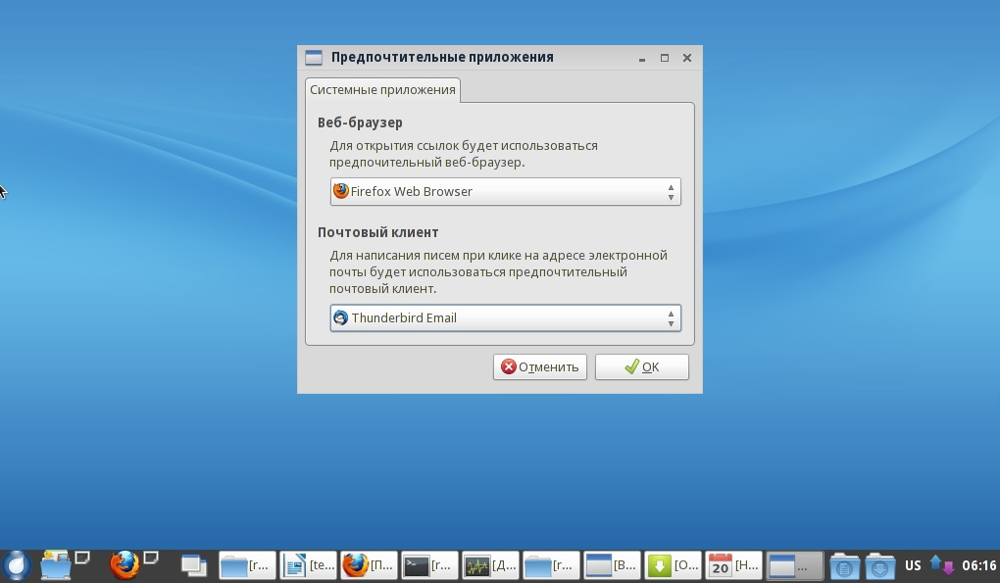 Предпочтительные приложения
Системные приложения
Веб-браузер
Для открытия ссылок будет использоваться
предпочительный веб-браузер.
Firefox Web Browser
Почтовый клиент
Для написания писем при клике на адресе электронной
почты будет использоваться предпочтительный
почтовый клиент.
Thunderbird Email
Отменить
OK
[r... [te... [П... [r... [Д... [r... [В... [О... 20 [Н... ... US 06:16